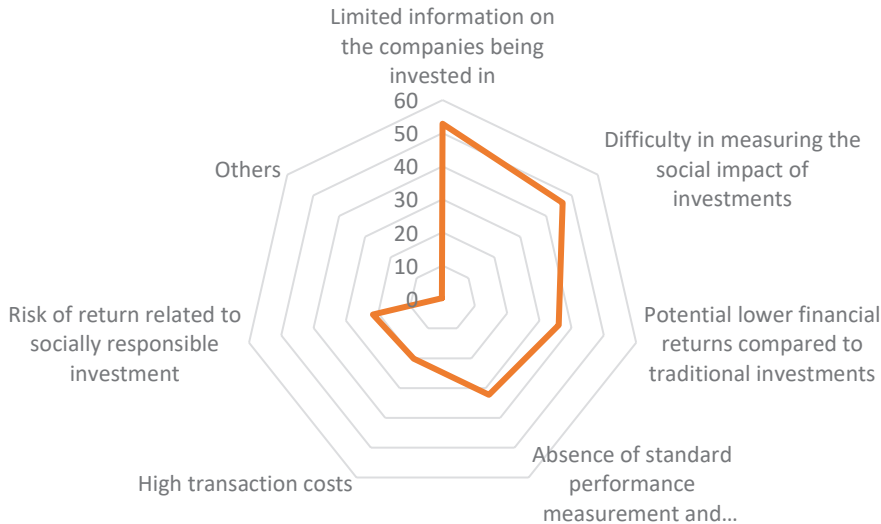 Limited information on
the companies being
invested in
60
50
40
30
20
10
0
Difficulty in measuring the
social impact of
investments
Potential lower financial
returns compared to
traditional investments
Absence of standard
performance
measurement and…
High transaction costs
Risk of return related to
socially responsible
investment
Others